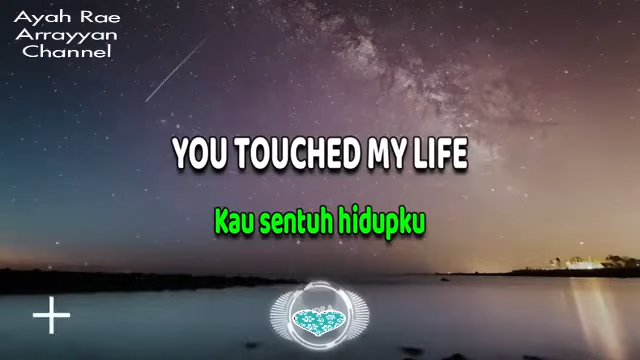 Ayah Rae
Arrayyan
Channel
YOU TOUCHED MY LIFE
Kau sentuh hidupku